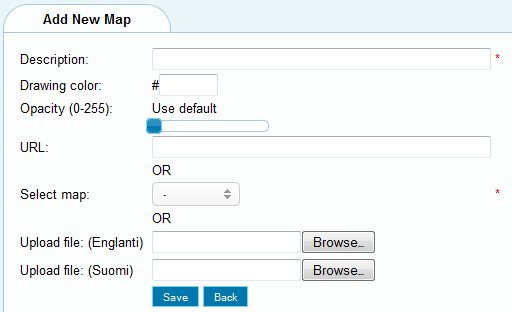 Add New Map
Description: *
Drawing color: #
Opacity (0-255): Use default
URL:
OR
Select map: - *
OR
Upload file: (Englanti) Browse...
Upload file: (Suomi) Browse...
Save Back